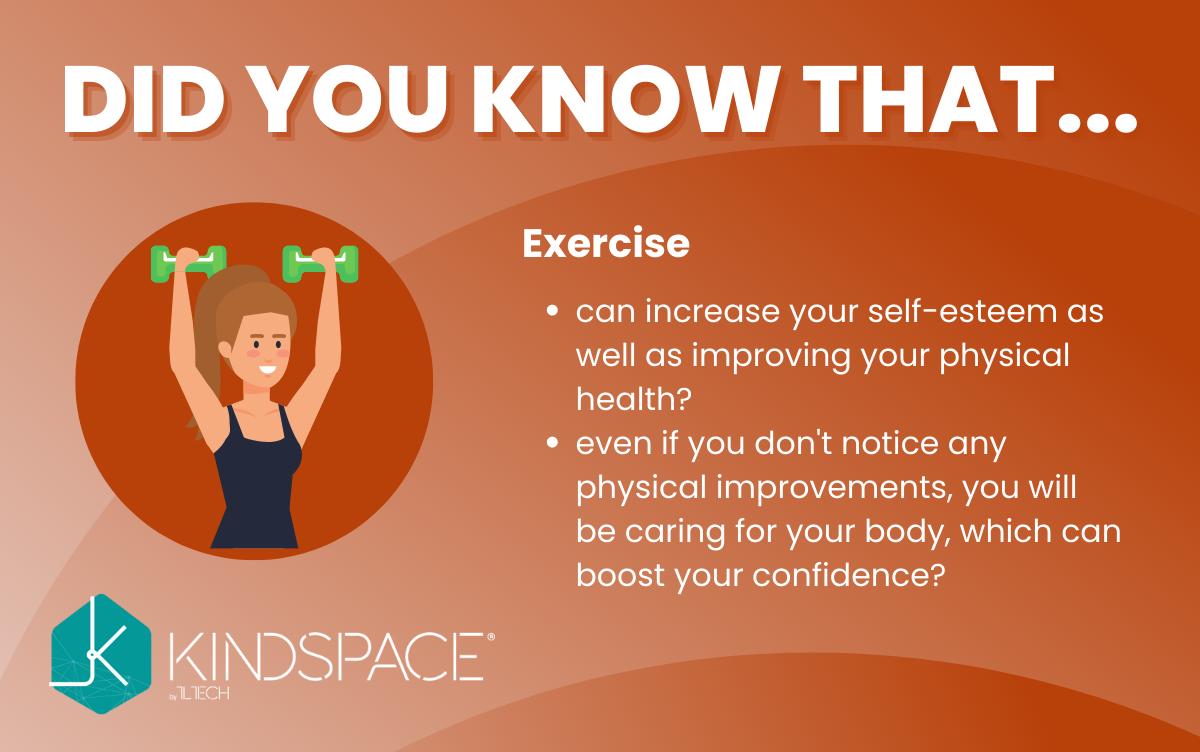 DID YOU KNOW THAT...
Exercise
• can increase your self-esteem as
well as improving your physical
health?
• even if you don't notice any
physical improvements, you will
be caring for your body, which can
boost your confidence?
KINDSPACE®
by TLTECH